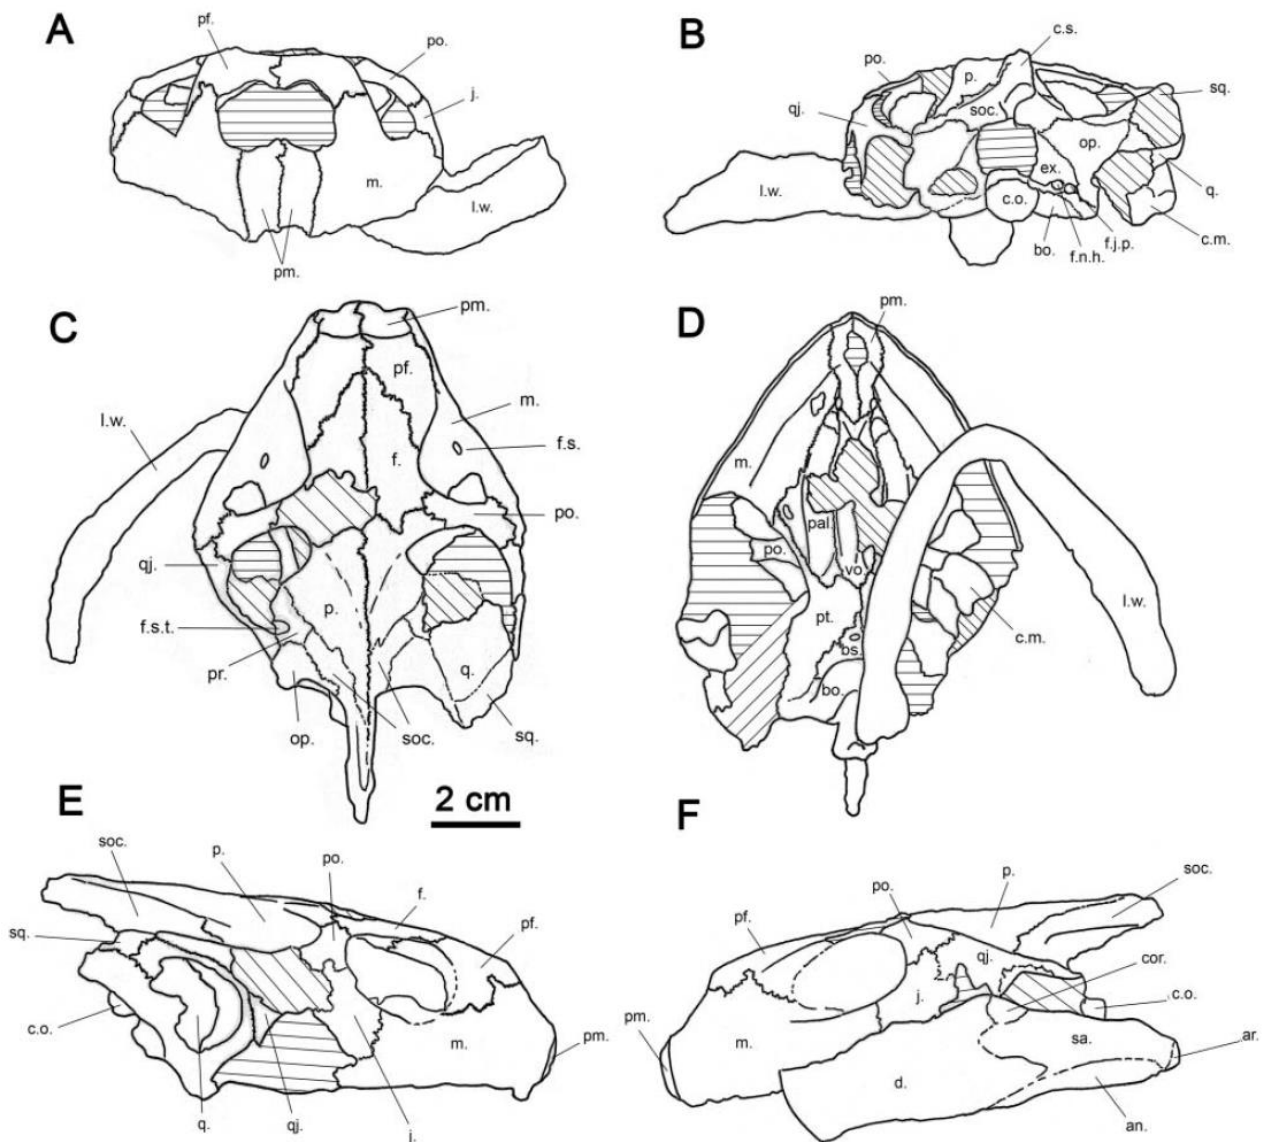 A
pf.
po.
j.
m.
l.w.
pm.
B
c.s.
po.
p.
sq.
qj.
soc.
op.
l.w.
ex.
q.
c.o.
bo.
f.n.h.
f.j.p.
c.m.
C
pm.
pf.
m.
l.w.
f.s.
f.
po.
qj.
p.
f.s.t.
pr.
q.
op.
soc.
sq.
D
pm.
m.
pal.
po.
vo.
l.w.
c.m.
pt.
bs.
bo.
2 cm
E
soc.
p.
po.
f.
sq.
pf.
c.o.
m.
pm.
q.
qj.
j.
F
p.
soc.
po.
pf.
qj.
cor.
j.
c.o.
pm.
m.
sa.
ar.
d.
an.